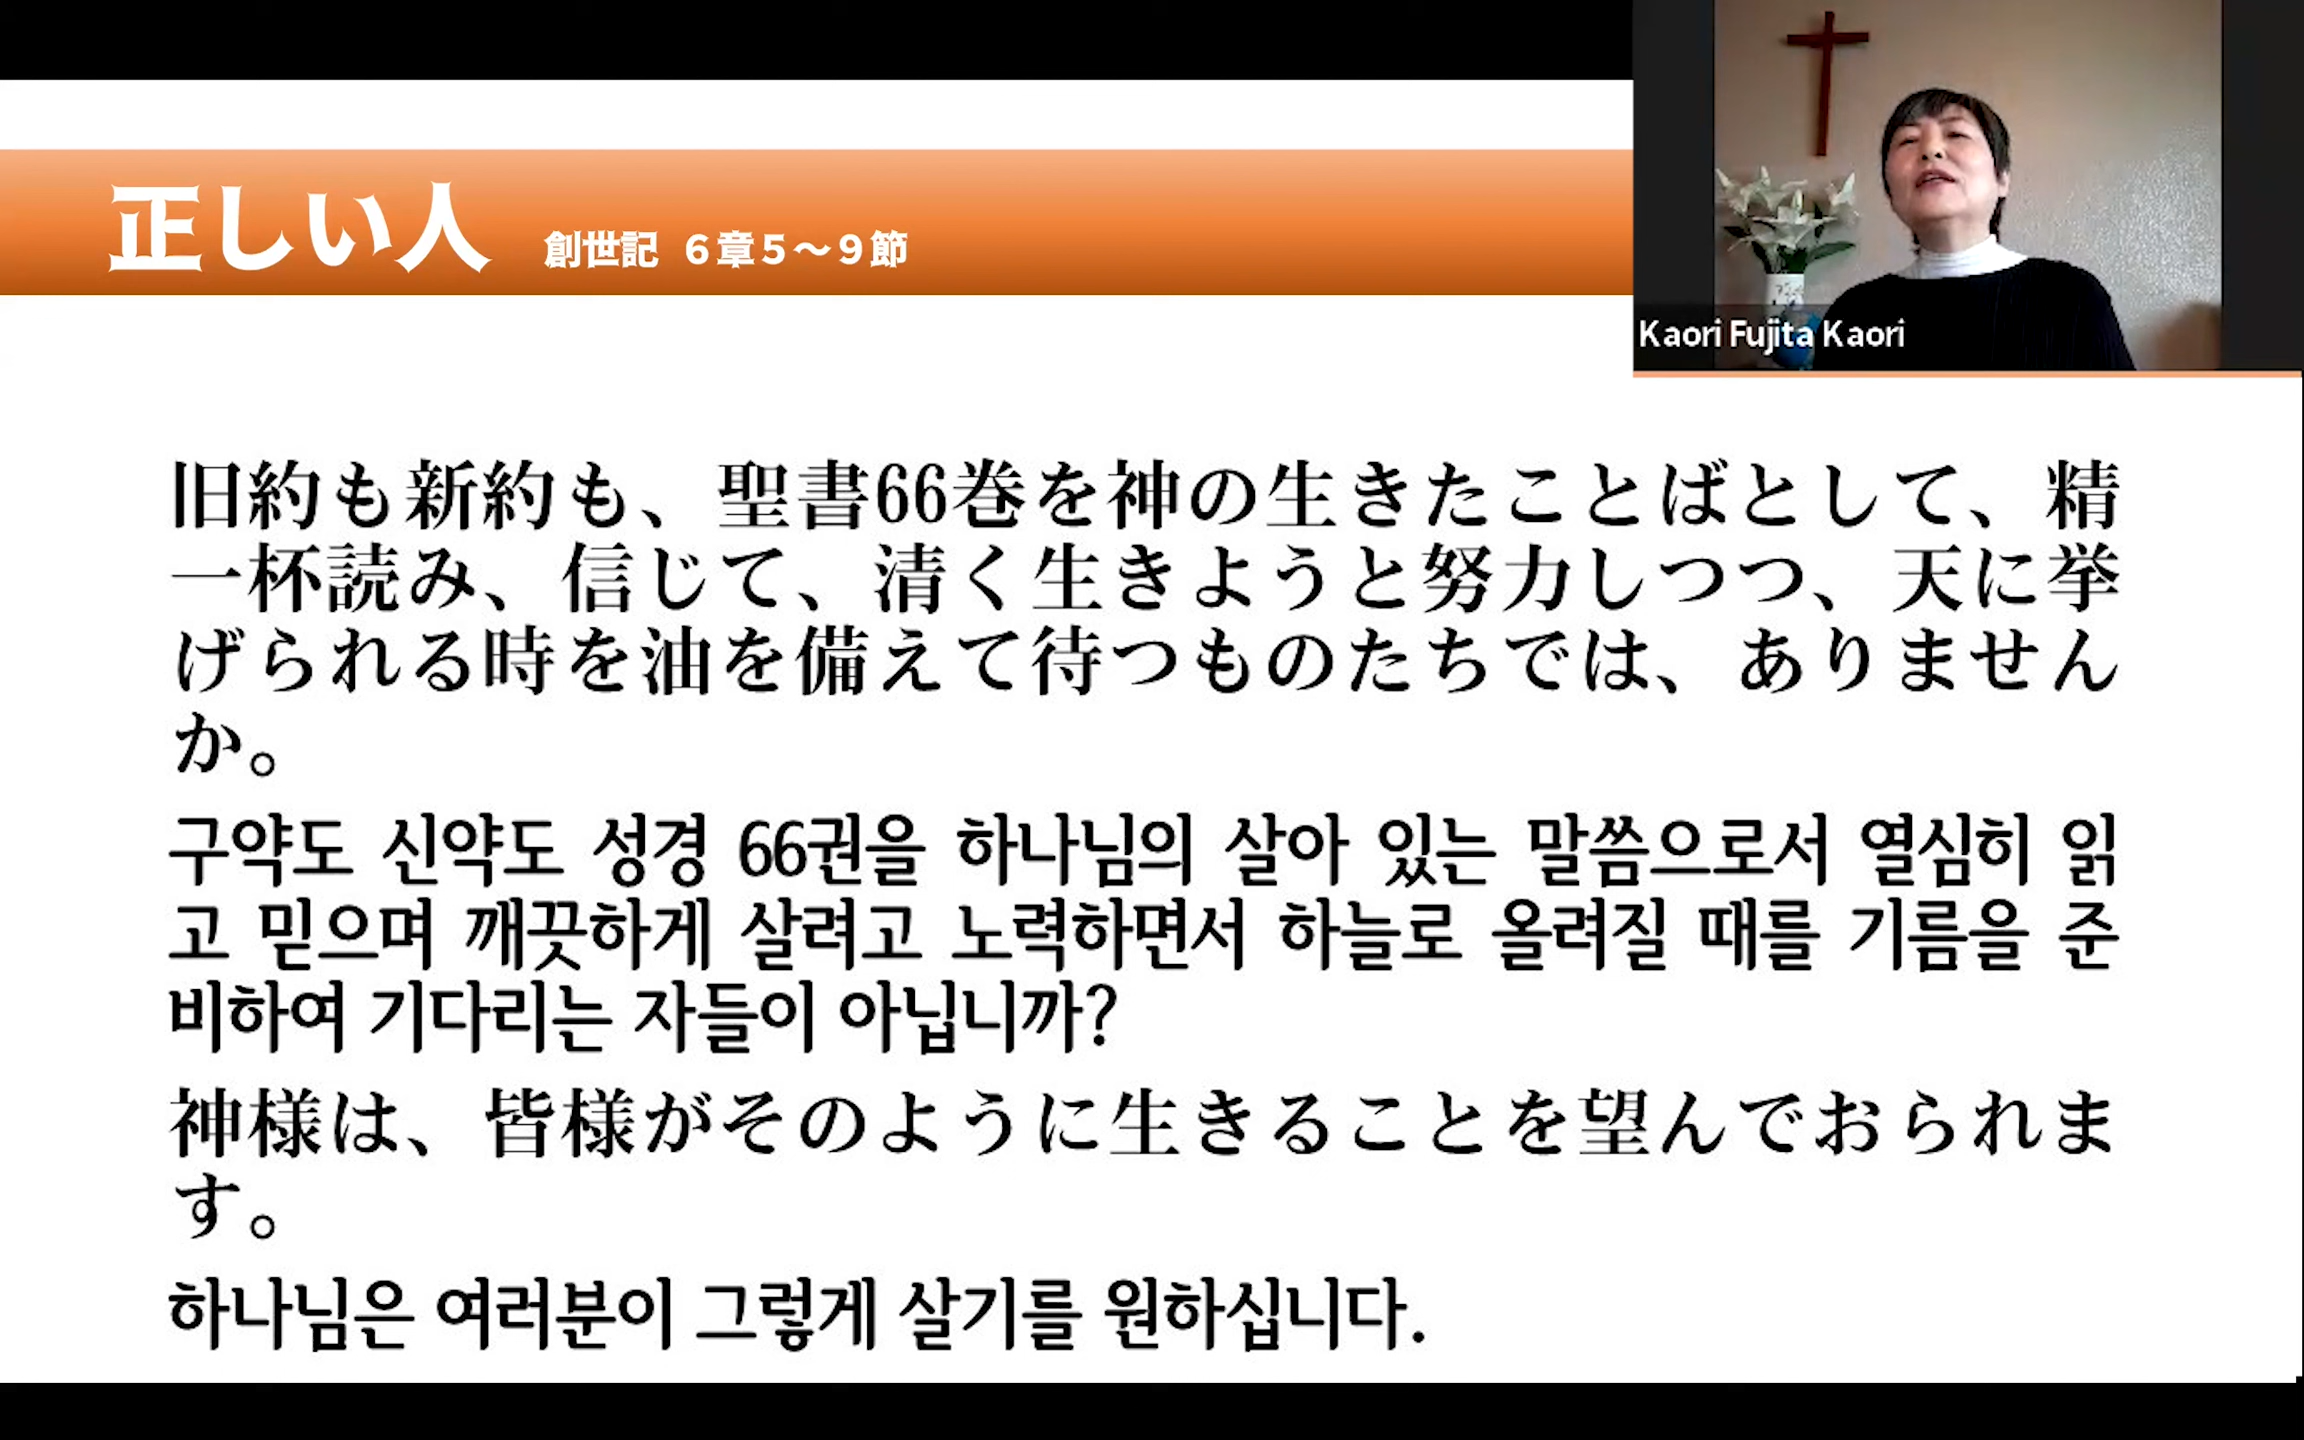 正しい人 創世記 ６章５～９節
Kaori Fujita Kaori
旧約も新約も、聖書66巻を神の生きたことばとして、精
一杯読み、信じて、清く生きようと努力しつつ、天に挙
げられる時を油を備えて待つものたちでは、ありません
か。
구약도 신약도 성경 66권을 하나님의 살아 있는 말씀으로서 열심히 읽
고 믿으며 깨끗하게 살려고 노력하면서 하늘로 올려질 때를 기름을 준
비하여 기다리는 자들이 아닙니까?
神様は、皆様がそのように生きることを望んでおられま
す。
하나님은 여러분이 그렇게 살기를 원하십니다.